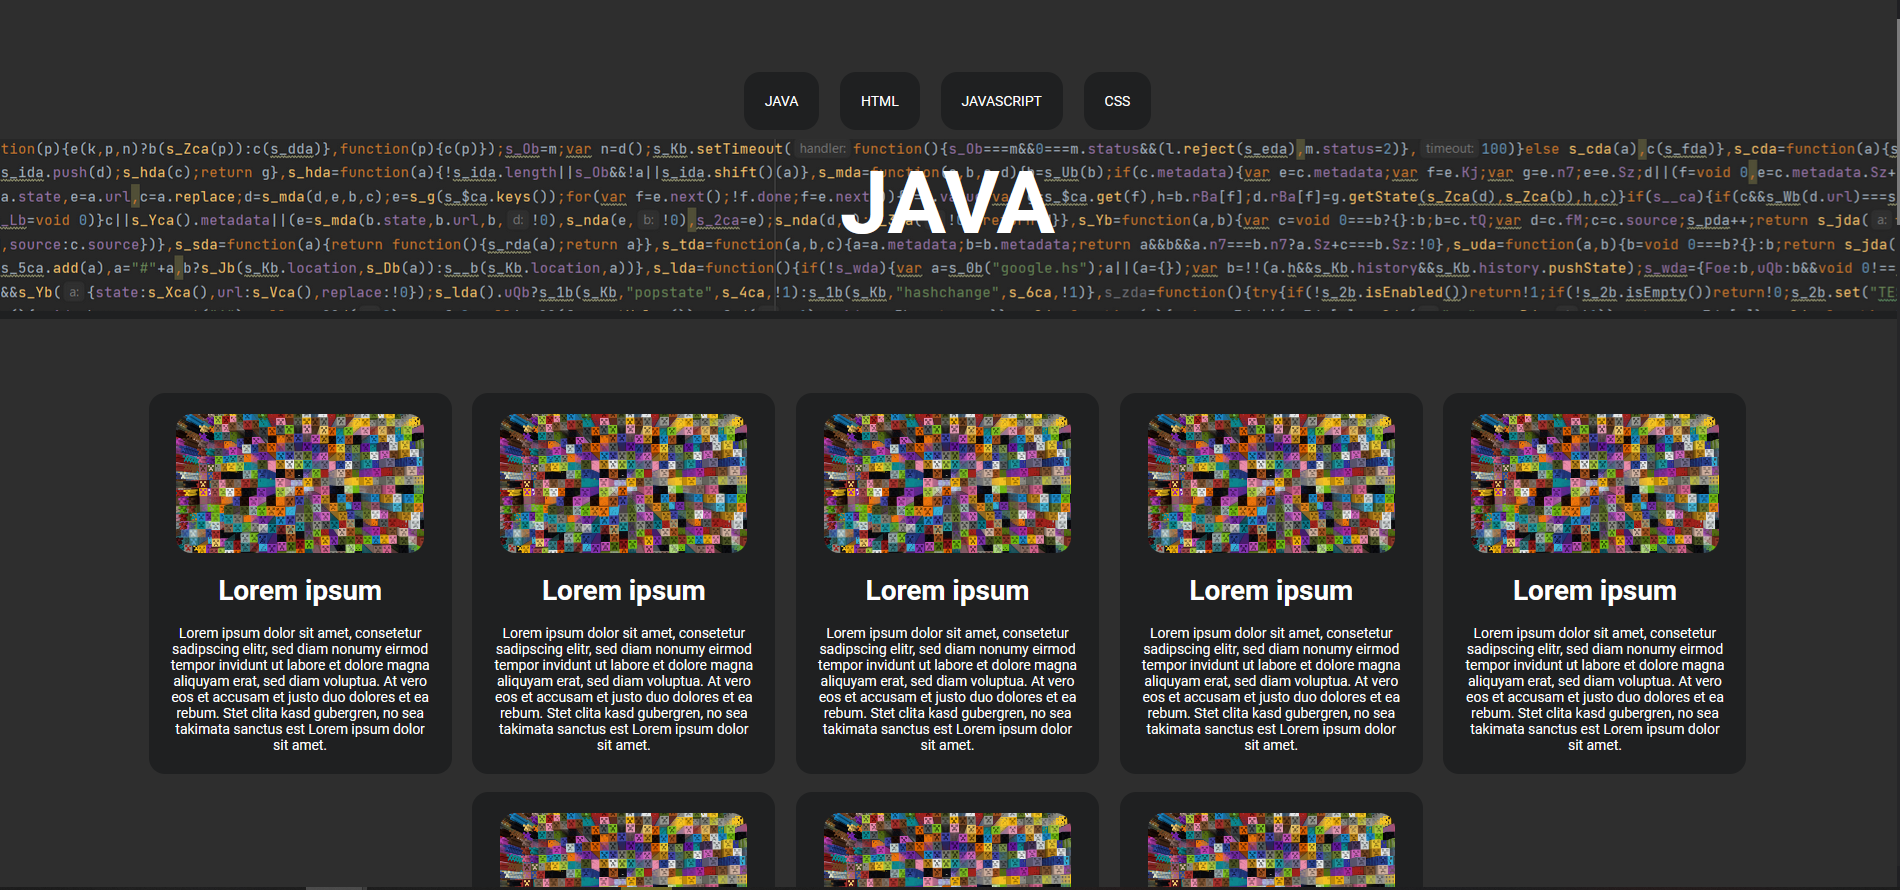 JAVA
HTML
JAVASCRIPT
CSS
tion(p){e(k,p,n)?b(s_Zca(p)):c(s_dda)},function(p){c(p)});s_Ob=m;var n=d();s_Kb.setTimeout( handler: function(){s_Ob===m&&0===m.status&&(l.reject(s_eda),m.status=2)}, timeout: 100)}else s_cda(a),c(s_fda)},s_cda=function(a){s
s_ida.push(d);s_hda(c);return g},s_hda=function(a){!s_ida.length||s_Ob&&!a||s_ida.shift()(a)},s_mda=function(a,b,c,d){b=s_Ub(b);if(c.metadata){var e=c.metadata;var f=e.Kj;var g=e.n7;e=e.Sz;d||(f=void 0,e=c.metadata.Sz+
a.state,e=a.url,c=a.replace;d=s_mda(d,e,b,c);e=s_g(s_$ca.keys());for(var f=e.next();!f.done;f=e.next()){f=f.value;var g=s_$ca.get(f),h=b.rBa[f];d.rBa[f]=g.getState(s_Zca(d),s_Zca(b),h,c)}if(s__ca){if(c&&s_Wb(d.url)===s
_Lb=void 0)}c||s_Yca().metadata||(e=s_mda(b.state,b.url,b, d: !0),s_nda(e, b: !0),s_2ca=e);s_nda(d, !0);return d}},s_Yb=function(a,b){var c=void 0===b?{}:b;b=c.tQ;var d=c.fM;c=c.source;s_pda++;return s_jda( a:
,source:c.source})},s_sda=function(a){return function(){s_rda(a);return a}},s_tda=function(a,b,c){a=a.metadata;b=b.metadata;return a&&b&&a.n7===b.n7?a.Sz+c===b.Sz:!0},s_uda=function(a,b){b=void 0===b?{}:b;return s_jda(
s_5ca.add(a),a="#"+a,b?s_Jb(s_Kb.location,s_Db(a)):s__b(s_Kb.location,a))},s_lda=function(){if(!s_wda){var a=s_0b("google.hs");a||(a={});var b=!!(a.h&&s_Kb.history&&s_Kb.history.pushState);s_wda={Foe:b,uQb:b&&void 0!==
&&s_Yb( a: {state:s_Xca(),url:s_Vca(),replace:!0});s_lda().uQb?s_1b(s_Kb,"popstate",s_4ca,!1):s_1b(s_Kb,"hashchange",s_6ca,!1)},s_zda=function(){try{if(!s_2b.isEnabled())return!1;if(!s_2b.isEmpty())return!0;s_2b.set("TE
JAVA
Lorem ipsum
Lorem ipsum dolor sit amet, consetetur
sadipscing elitr, sed diam nonumy eirmod
tempor invidunt ut labore et dolore magna
aliquyam erat, sed diam voluptua. At vero
eos et accusam et justo duo dolores et ea
rebum. Stet clita kasd gubergren, no sea
takimata sanctus est Lorem ipsum dolor
sit amet.
Lorem ipsum
Lorem ipsum dolor sit amet, consetetur
sadipscing elitr, sed diam nonumy eirmod
tempor invidunt ut labore et dolore magna
aliquyam erat, sed diam voluptua. At vero
eos et accusam et justo duo dolores et ea
rebum. Stet clita kasd gubergren, no sea
takimata sanctus est Lorem ipsum dolor
sit amet.
Lorem ipsum
Lorem ipsum dolor sit amet, consetetur
sadipscing elitr, sed diam nonumy eirmod
tempor invidunt ut labore et dolore magna
aliquyam erat, sed diam voluptua. At vero
eos et accusam et justo duo dolores et ea
rebum. Stet clita kasd gubergren, no sea
takimata sanctus est Lorem ipsum dolor
sit amet.
Lorem ipsum
Lorem ipsum dolor sit amet, consetetur
sadipscing elitr, sed diam nonumy eirmod
tempor invidunt ut labore et dolore magna
aliquyam erat, sed diam voluptua. At vero
eos et accusam et justo duo dolores et ea
rebum. Stet clita kasd gubergren, no sea
takimata sanctus est Lorem ipsum dolor
sit amet.
Lorem ipsum
Lorem ipsum dolor sit amet, consetetur
sadipscing elitr, sed diam nonumy eirmod
tempor invidunt ut labore et dolore magna
aliquyam erat, sed diam voluptua. At vero
eos et accusam et justo duo dolores et ea
rebum. Stet clita kasd gubergren, no sea
takimata sanctus est Lorem ipsum dolor
sit amet.